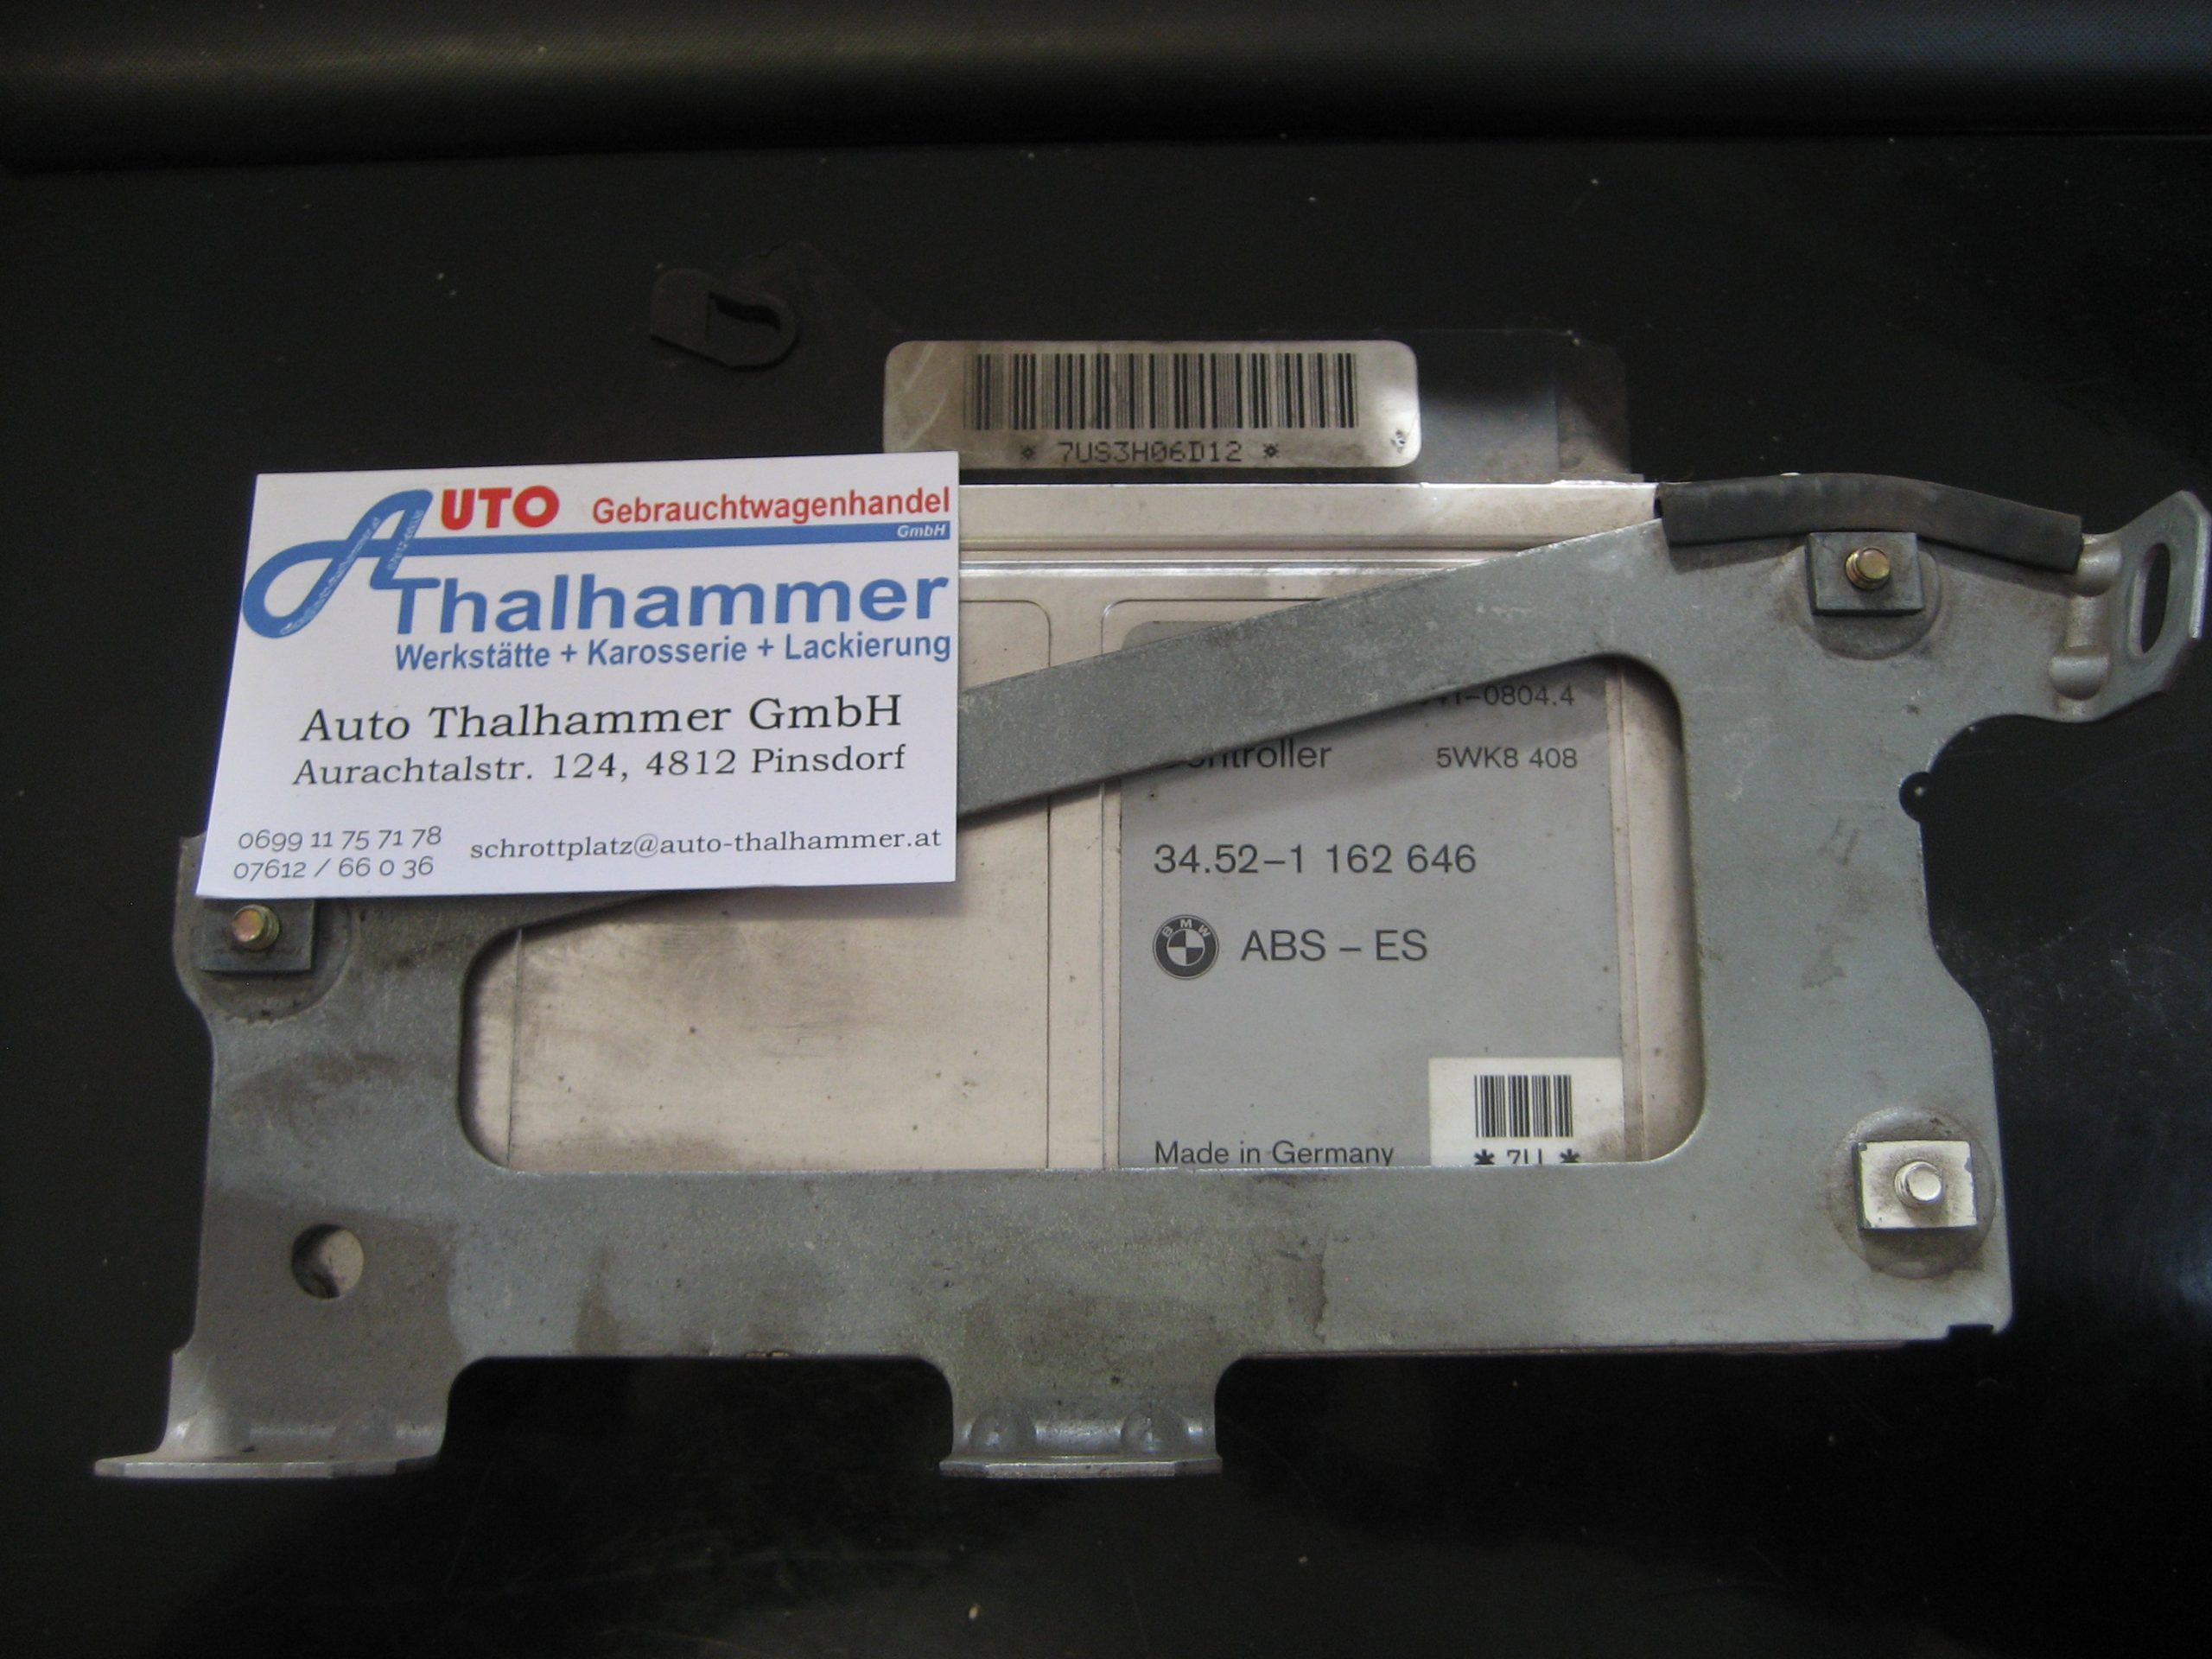 * 7US3H06D12 *
AUTO Gebrauchtwagenhandel
GmbH
Thalhammer
Werkstätte + Karosserie + Lackierung
Auto Thalhammer GmbH
Aurachtalstr. 124, 4812 Pinsdorf
0699 11 75 71 78
07612 / 66 0 36
schrottplatz@auto-thalhammer.at
-0804.4
Controller 5WK8 408
34.52-1 162 646
BMW ABS – ES
Made in Germany
* 7U *